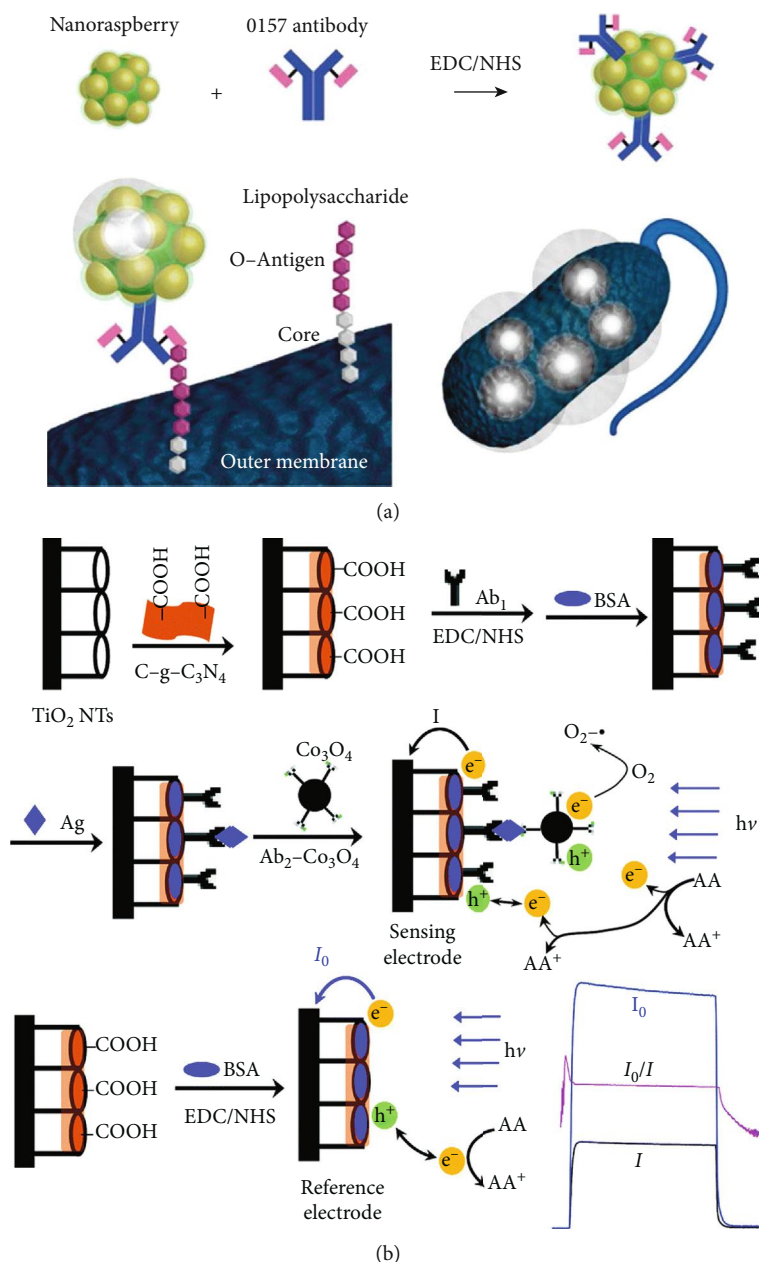 Nanoraspberry
+
0157 antibody
EDC/NHS
Lipopolysaccharide
O–Antigen
Core
Outer membrane
(a)
TiO₂ NTs
COOH
COOH
C–g–C₃N₄
COOH
COOH
COOH
Ab₁
EDC/NHS
BSA
Ag
Co₃O₄
Ab₂–Co₃O₄
I
e⁻
O₂–•
O₂
e⁻
h⁺
hν
h⁺
e⁻
e⁻
AA
AA⁺
AA⁺
Sensing
electrode
COOH
COOH
COOH
BSA
EDC/NHS
I₀
e⁻
hν
h⁺
e⁻
AA
AA⁺
Reference
electrode
I₀
I₀/I
I
(b)